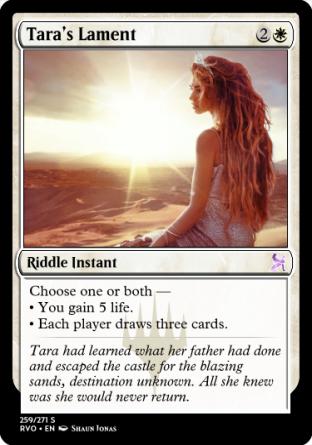 Tara's Lament 2
Riddle Instant
Choose one or both —
• You gain 5 life.
• Each player draws three cards.
Tara had learned what her father had done
and escaped the castle for the blazing
sands, destination unknown. All she knew
was she would never return.
259/271 S
RVO • EN Shaun Jonas